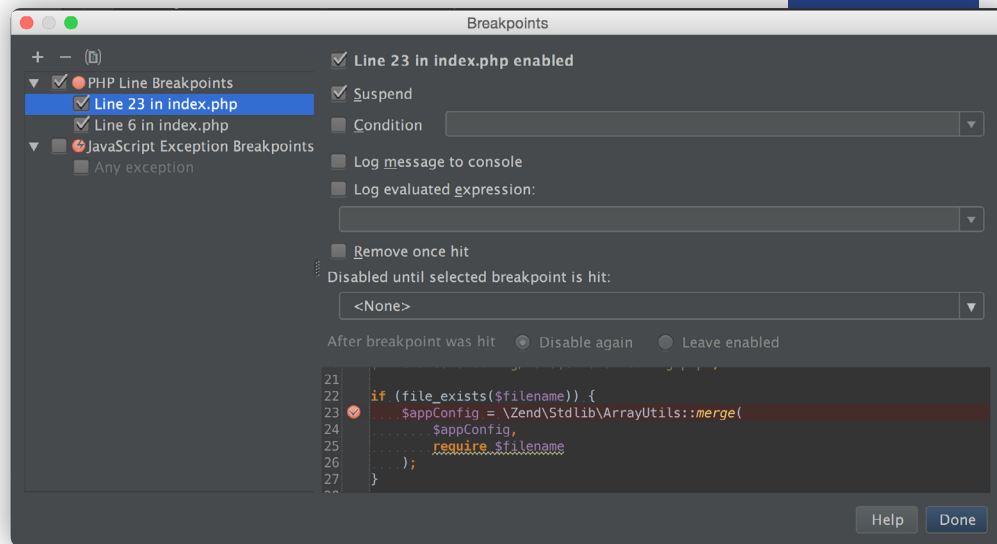 Breakpoints
PHP Line Breakpoints
Line 23 in index.php
Line 6 in index.php
JavaScript Exception Breakpoints
Any exception
Line 23 in index.php enabled
Suspend
Condition
Log message to console
Log evaluated expression:
Remove once hit
Disabled until selected breakpoint is hit:
<None>
After breakpoint was hit Disable again Leave enabled
21
22 if (file_exists($filename)) {
23 $appConfig = \Zend\Stdlib\ArrayUtils::merge(
24 $appConfig,
25 require $filename
26 );
27 }
Help Done